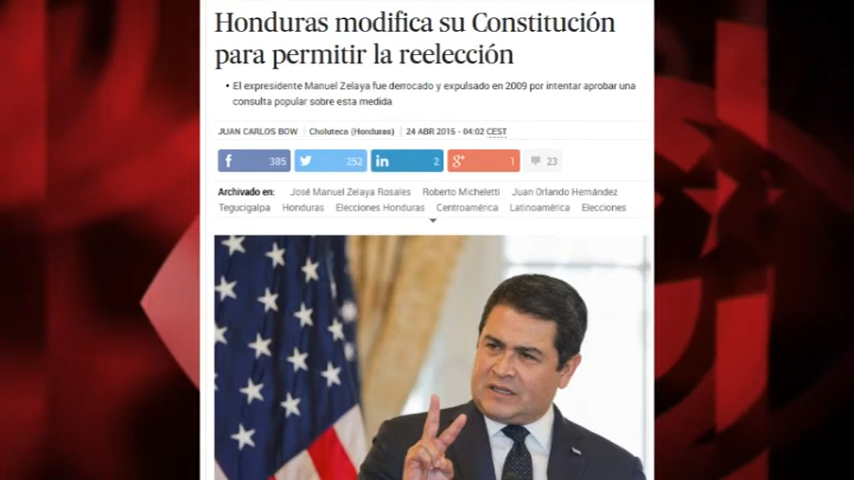 Honduras modifica su Constitución
para permitir la reelección
• El expresidente Manuel Zelaya fue derrocado y expulsado en 2009 por intentar aprobar una
consulta popular sobre esta medida
JUAN CARLOS BOW | Choluteca (Honduras) | 24 ABR 2015 - 04:02 CEST
f 385 252 in 2 g+ 1 23
Archivado en: José Manuel Zelaya Rosales Roberto Micheletti Juan Orlando Hernández
Tegucigalpa Honduras Elecciones Honduras Centroamérica Latinoamérica Elecciones